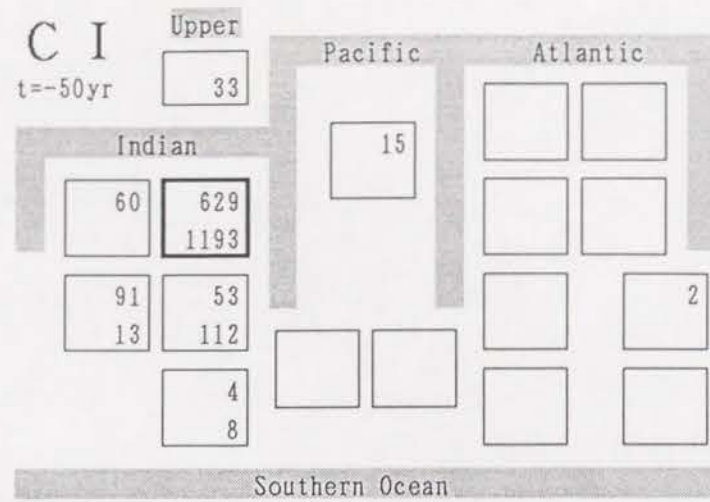 C I
t=-50yr
Upper
33
Pacific
Atlantic
15
Indian
60
629
1193
91
13
53
112
2
4
8
Southern Ocean